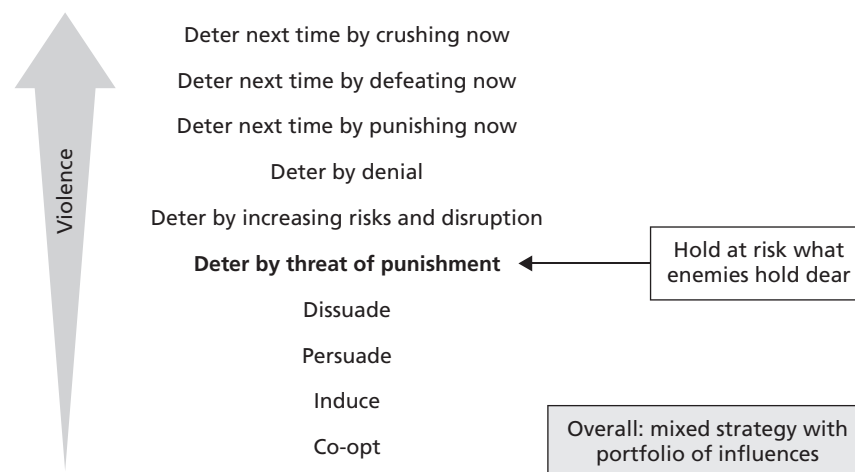 Deter next time by crushing now
Deter next time by defeating now
Deter next time by punishing now
Deter by denial
Deter by increasing risks and disruption
Deter by threat of punishment
Dissuade
Persuade
Induce
Co-opt
Violence
Hold at risk what
enemies hold dear
Overall: mixed strategy with
portfolio of influences